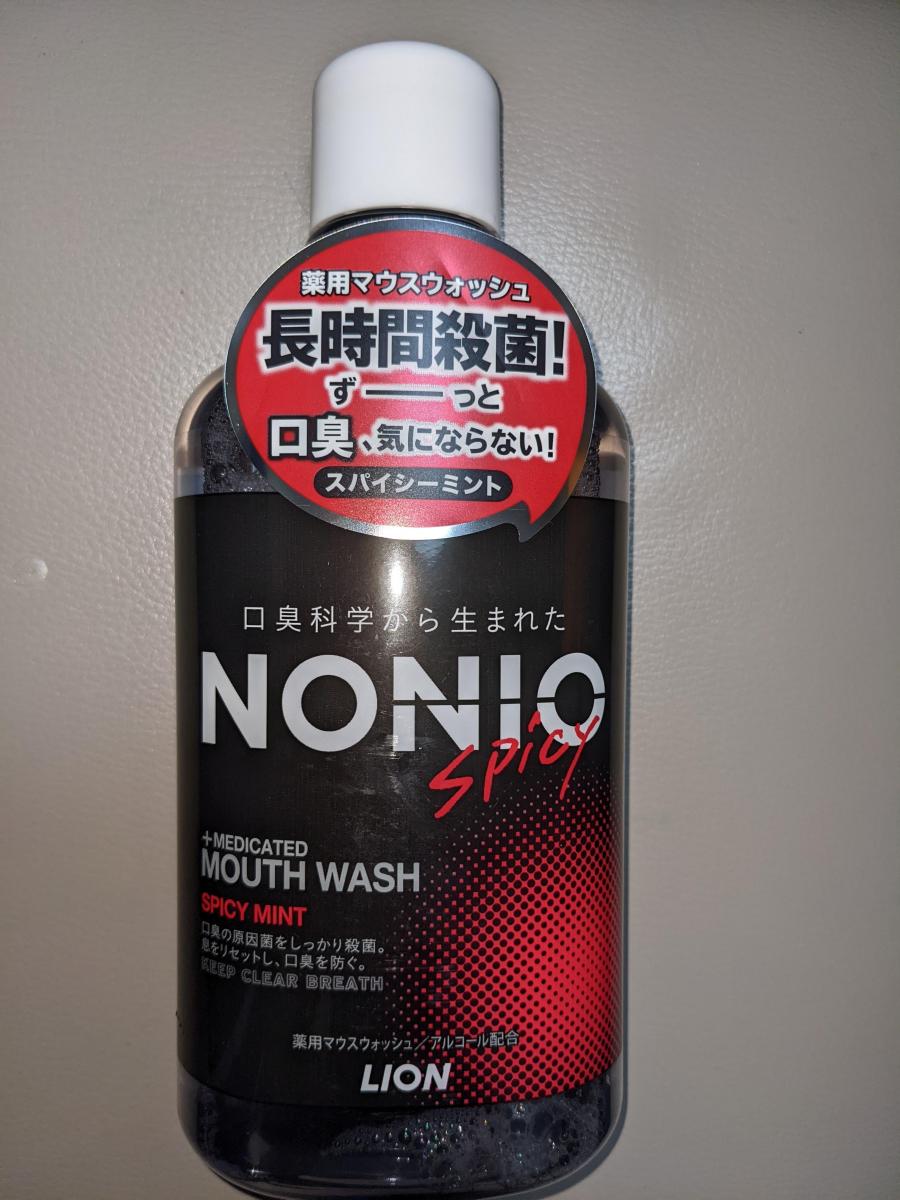 薬用マウスウォッシュ
長時間殺菌!
ず――っと
口臭、気にならない!
スパイシーミント
口臭科学から生まれた
NONIO
spicy
+MEDICATED
MOUTH WASH
SPICY MINT
口臭の原因菌をしっかり殺菌。
息をリセットし、口臭を防ぐ。
KEEP CLEAR BREATH
薬用マウスウォッシュ/アルコール配合
LION